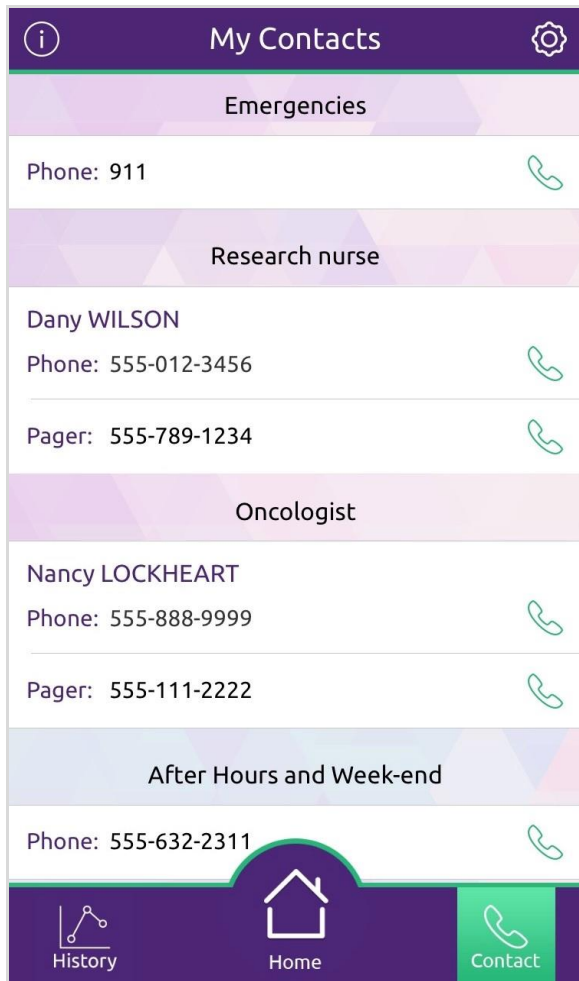 My Contacts
Emergencies
Phone: 911
Research nurse
Dany WILSON
Phone: 555-012-3456
Pager: 555-789-1234
Oncologist
Nancy LOCKHEART
Phone: 555-888-9999
Pager: 555-111-2222
After Hours and Week-end
Phone: 555-632-2311
History Home Contact